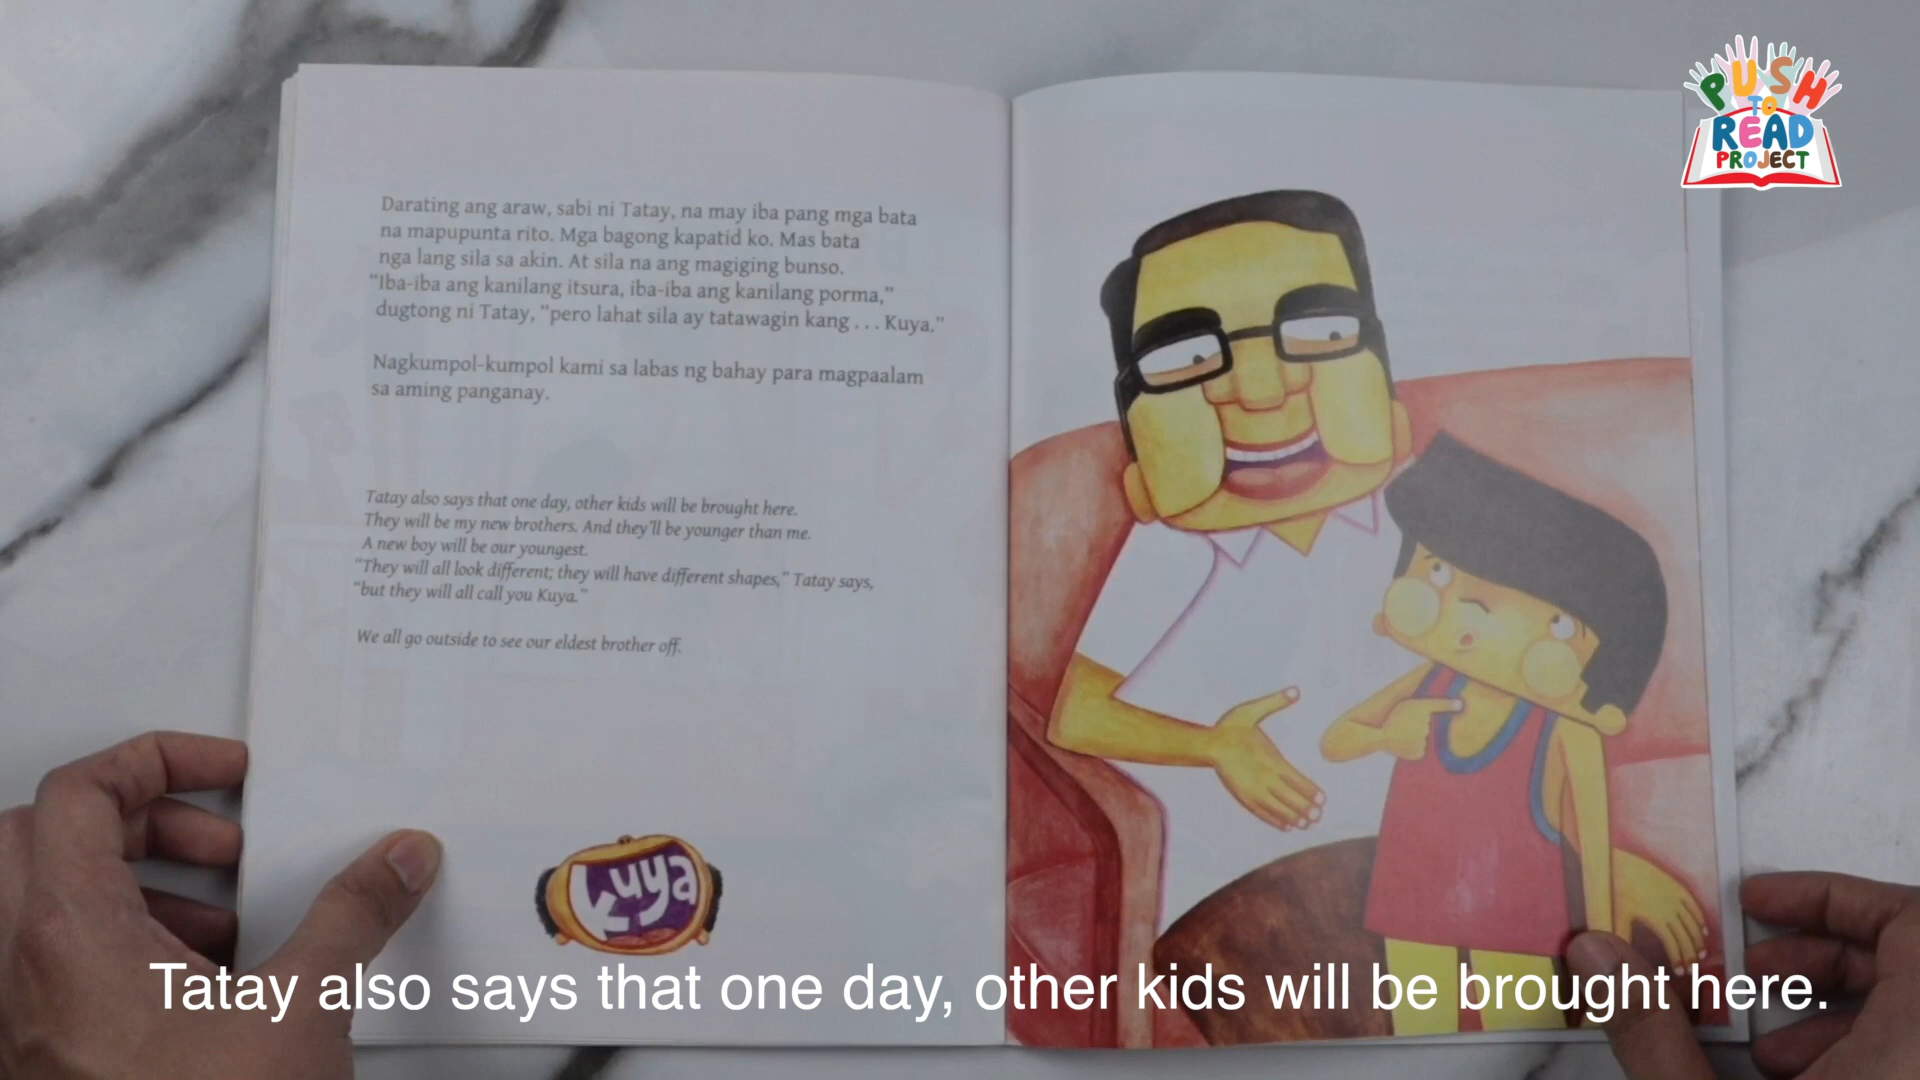 PUSH
TO
READ
PROJECT
Darating ang araw, sabi ni Tatay, na may iba pang mga bata
na mapupunta rito. Mga bagong kapatid ko. Mas bata
nga lang sila sa akin. At sila na ang magiging bunso.
"Iba-iba ang kanilang itsura, iba-iba ang kanilang porma,"
dugtong ni Tatay, "pero lahat sila ay tatawagin kang . . . Kuya."
Nagkumpol-kumpol kami sa labas ng bahay para magpaalam
sa aming panganay.
Tatay also says that one day, other kids will be brought here.
They will be my new brothers. And they'll be younger than me.
A new boy will be our youngest.
"They will all look different; they will have different shapes," Tatay says,
"but they will all call you Kuya."
We all go outside to see our eldest brother off.
kuya
Tatay also says that one day, other kids will be brought here.